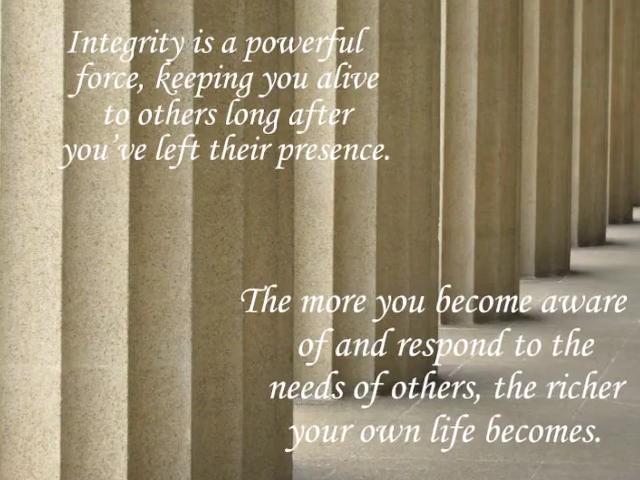 Integrity is a powerful
force, keeping you alive
to others long after
you've left their presence.
The more you become aware
of and respond to the
needs of others, the richer
your own life becomes.